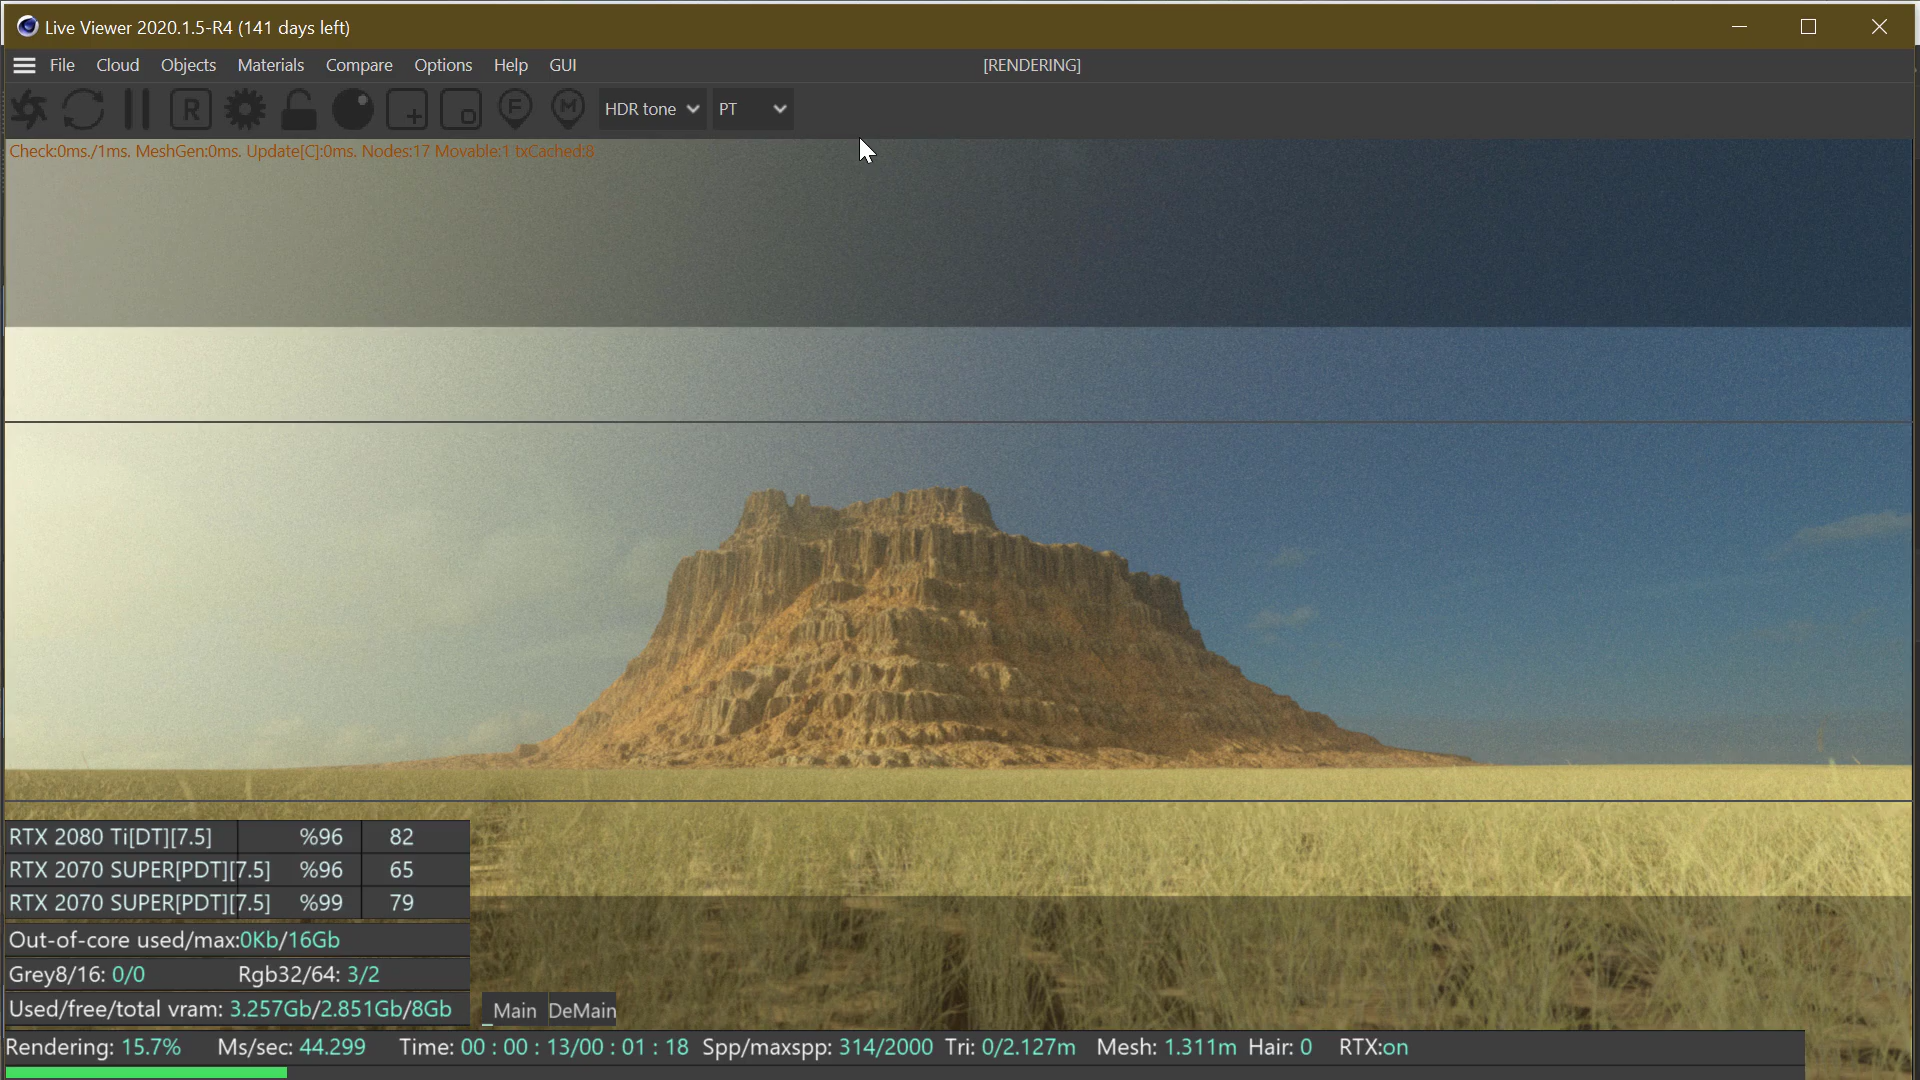 Live Viewer 2020.1.5-R4 (141 days left)
File Cloud Objects Materials Compare Options Help GUI [RENDERING]
R F M HDR tone PT
Check:0ms./1ms. MeshGen:0ms. Update[C]:0ms. Nodes:17 Movable:1 txCached:8
RTX 2080 Ti[DT][7.5] %96 82
RTX 2070 SUPER[PDT][7.5] %96 65
RTX 2070 SUPER[PDT][7.5] %99 79
Out-of-core used/max:0Kb/16Gb
Grey8/16: 0/0 Rgb32/64: 3/2
Used/free/total vram: 3.257Gb/2.851Gb/8Gb
Main DeMain
Rendering: 15.7% Ms/sec: 44.299 Time: 00 : 00 : 13/00 : 01 : 18 Spp/maxspp: 314/2000 Tri: 0/2.127m Mesh: 1.311m Hair: 0 RTX:on